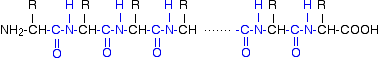 R H R H R H R H R H R
NH₂-CH-C-N-CH-C-N-CH-C-N-CH ········ -C-N-CH-C-N-CH-COOH
O O O O O